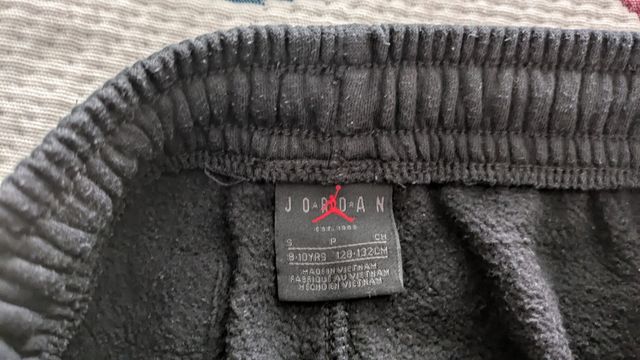 JORDAN
EST. 1985
S P CH
8-10YRS 128-132CM
MADE IN VIETNAM
FABRIQUÉ AU VIETNAM
HECHO EN VIETNAM